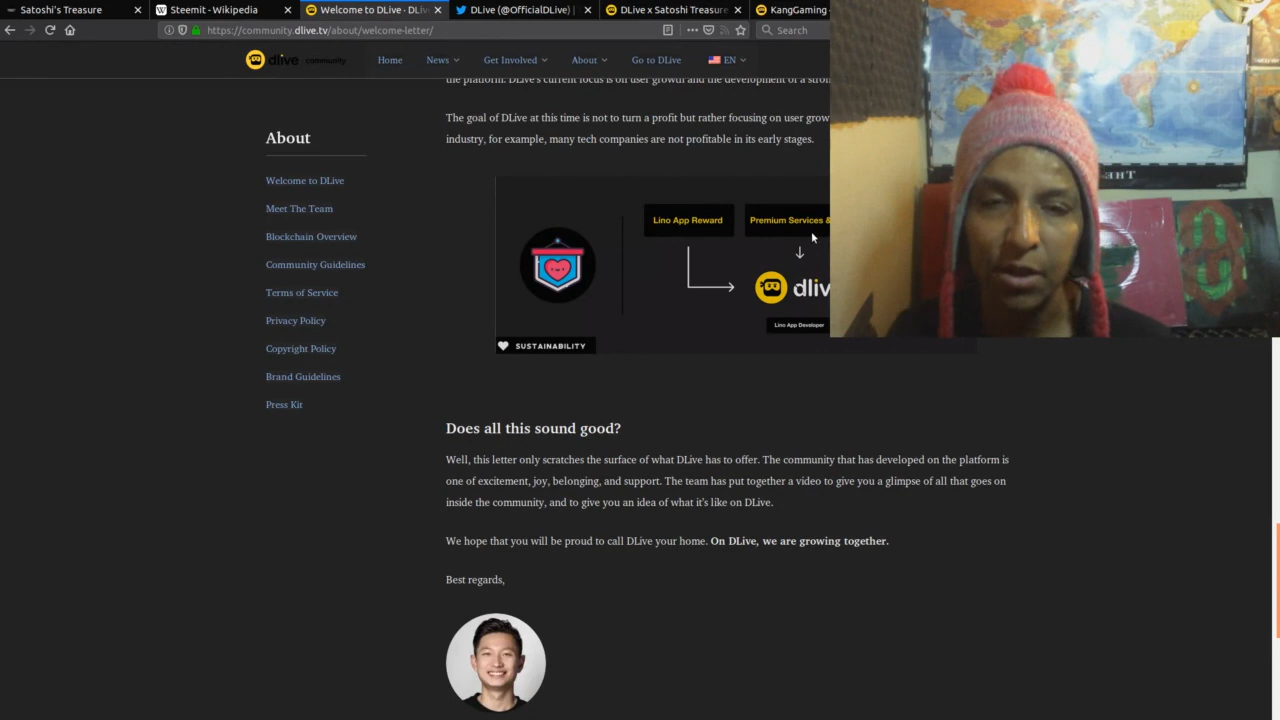 Satoshi's Treasure
Steemit - Wikipedia
Welcome to DLive · DLiv
DLive (@OfficialDLive) |
DLive x Satoshi Treasure
KangGaming
https://community.dlive.tv/about/welcome-letter/
Search
dlive community
Home
News
Get Involved
About
Go to DLive
EN
the platform. DLive's current focus is on user growth and the development of a stron
The goal of DLive at this time is not to turn a profit but rather focusing on user grow
industry, for example, many tech companies are not profitable in its early stages.
About
Welcome to DLive
Meet The Team
Blockchain Overview
Community Guidelines
Terms of Service
Privacy Policy
Copyright Policy
Brand Guidelines
Press Kit
Lino App Reward
Premium Services &
dliv
Lino App Developer
SUSTAINABILITY
THE
Does all this sound good?
Well, this letter only scratches the surface of what DLive has to offer. The community that has developed on the platform is
one of excitement, joy, belonging, and support. The team has put together a video to give you a glimpse of all that goes on
inside the community, and to give you an idea of what it's like on DLive.
We hope that you will be proud to call DLive your home. On DLive, we are growing together.
Best regards,